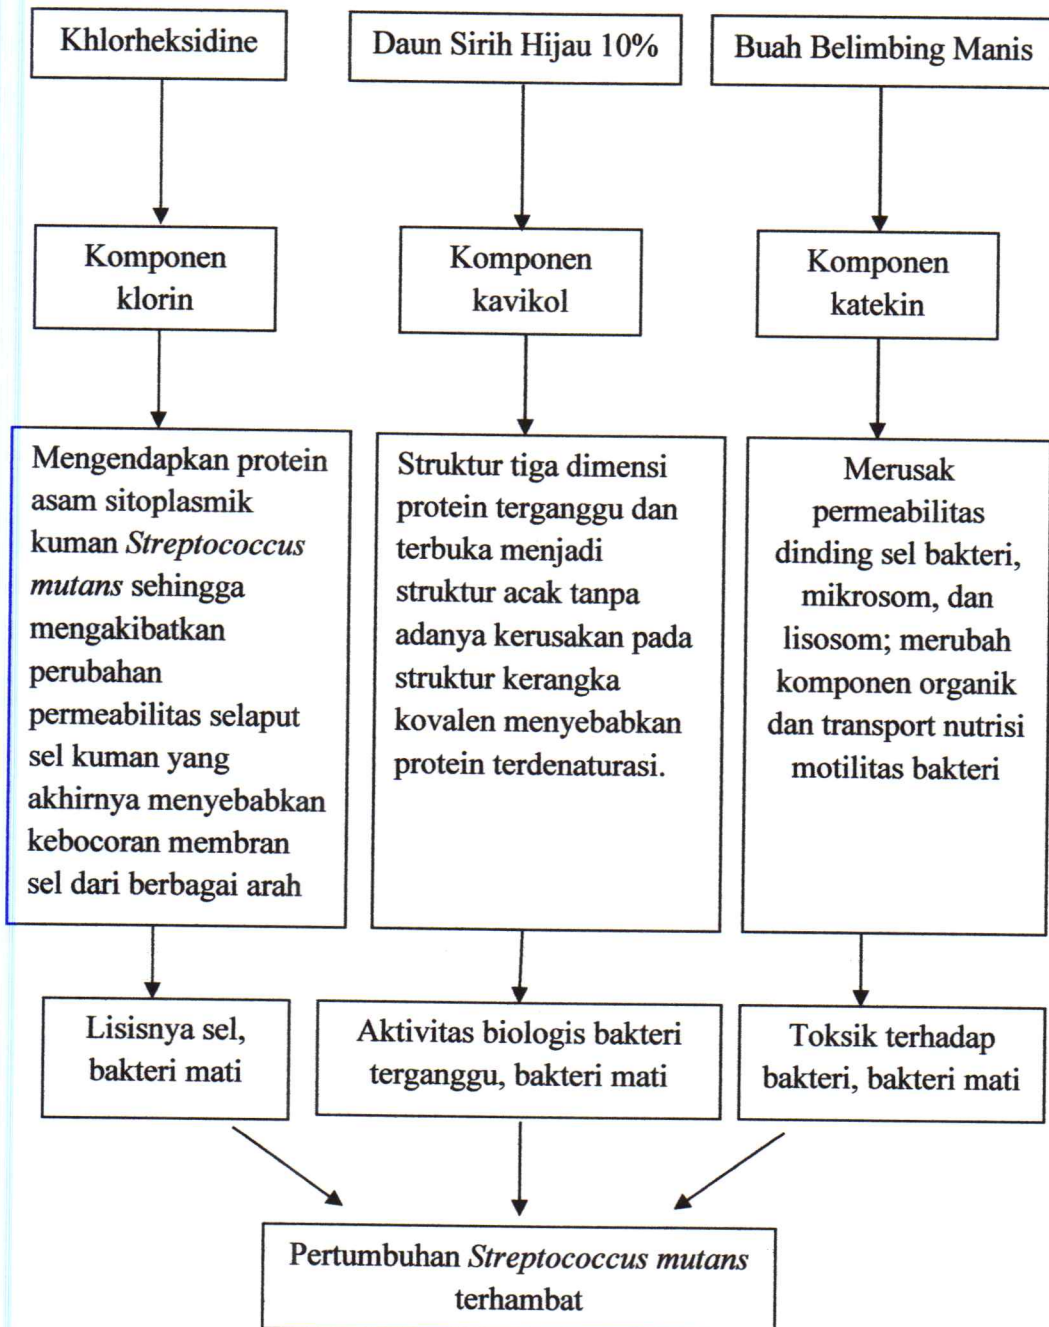 Khlorheksidine
Daun Sirih Hijau 10%
Buah Belimbing Manis
Komponen
klorin
Komponen
kavikol
Komponen
katekin
Mengendapkan protein
asam sitoplasmik
kuman Streptococcus
mutans sehingga
mengakibatkan
perubahan
permeabilitas selaput
sel kuman yang
akhirnya menyebabkan
kebocoran membran
sel dari berbagai arah
Struktur tiga dimensi
protein terganggu dan
terbuka menjadi
struktur acak tanpa
adanya kerusakan pada
struktur kerangka
kovalen menyebabkan
protein terdenaturasi.
Merusak
permeabilitas
dinding sel bakteri,
mikrosom, dan
lisosom; merubah
komponen organik
dan transport nutrisi
motilitas bakteri
Lisisnya sel,
bakteri mati
Aktivitas biologis bakteri
terganggu, bakteri mati
Toksik terhadap
bakteri, bakteri mati
Pertumbuhan Streptococcus mutans
terhambat